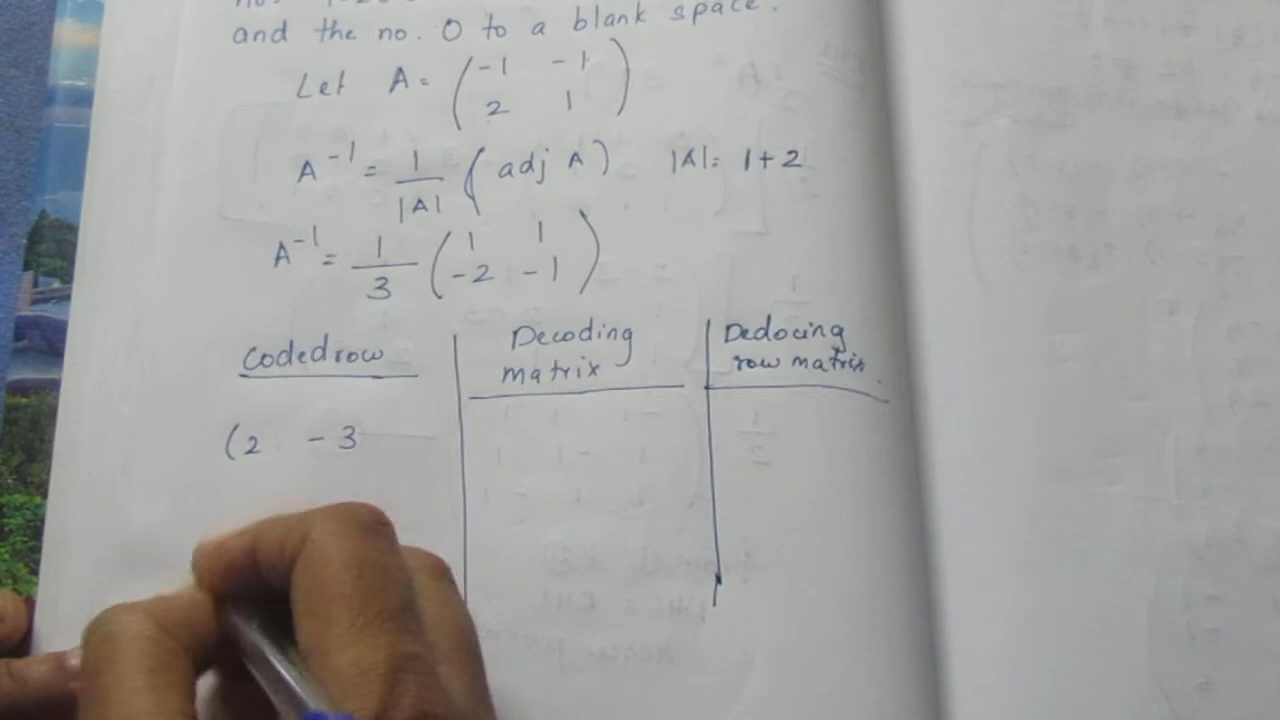 and the no. 0 to a blank space.
Let A = ( -1 -1
2 1 )
A -1 = 1 / |A| ( adj A ) |A| = 1+2
A -1 = 1 / 3 ( 1 1
-2 -1 )
Coded row
Decoding
matrix
Dedocing
row matrix.
(2 -3